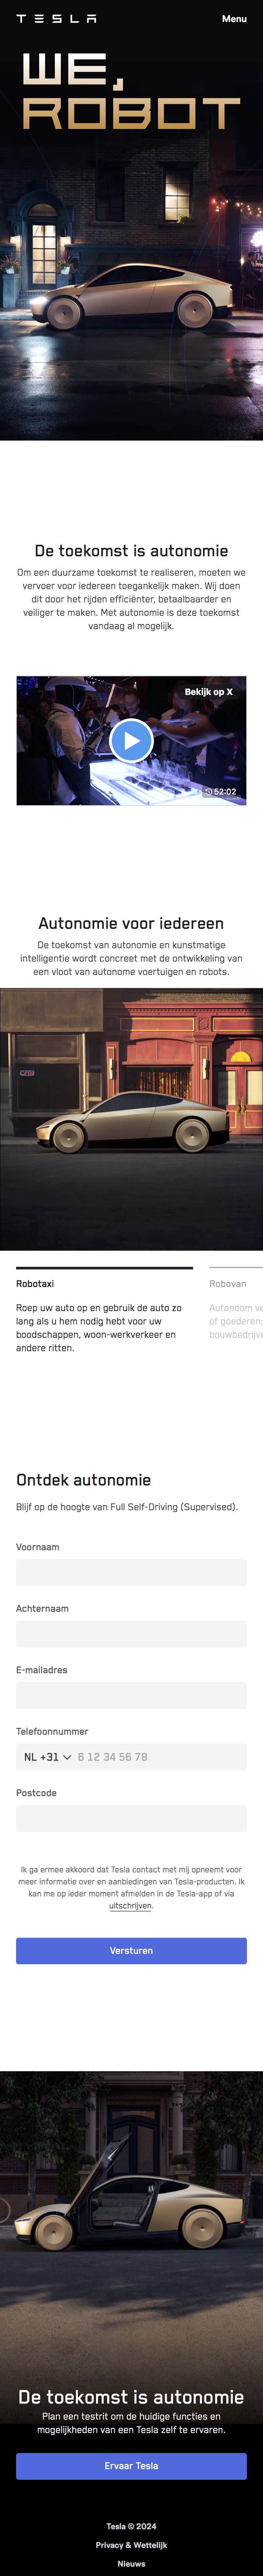 TESLA
Menu
WE,
ROBOT
De toekomst is autonomie
Om een duurzame toekomst te realiseren, moeten we
vervoer voor iedereen toegankelijk maken. Wij doen
dit door het rijden efficiënter, betaalbaarder en
veiliger te maken. Met autonomie is deze toekomst
vandaag al mogelijk.
Bekijk op X
52:02
Autonomie voor iedereen
De toekomst van autonomie en kunstmatige
intelligentie wordt concreet met de ontwikkeling van
een vloot van autonome voertuigen en robots.
Robotaxi
Robovan
Roep uw auto op en gebruik de auto zo
lang als u hem nodig hebt voor uw
boodschappen, woon-werkverkeer en
andere ritten.
Autonoom ve
of goederen;
bouwbedrijve
Ontdek autonomie
Blijf op de hoogte van Full Self-Driving (Supervised).
Voornaam
Achternaam
E-mailadres
Telefoonnummer
NL +31 6 12 34 56 78
Postcode
Ik ga ermee akkoord dat Tesla contact met mij opneemt voor
meer informatie over en aanbiedingen van Tesla-producten. Ik
kan me op ieder moment afmelden in de Tesla-app of via
uitschrijven.
Versturen
De toekomst is autonomie
Plan een testrit om de huidige functies en
mogelijkheden van een Tesla zelf te ervaren.
Ervaar Tesla
Tesla © 2024
Privacy & Wettelijk
Nieuws